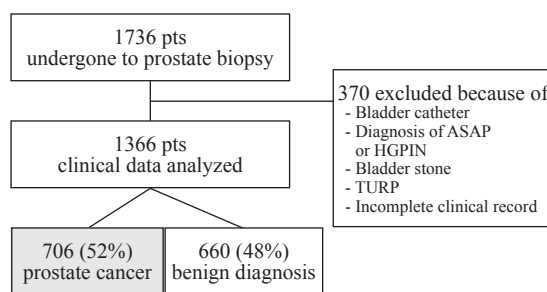 1736 pts
undergone to prostate biopsy
370 excluded because of
- Bladder catheter
- Diagnosis of ASAP
or HGPIN
- Bladder stone
- TURP
- Incomplete clinical record
1366 pts
clinical data analyzed
706 (52%)
prostate cancer
660 (48%)
benign diagnosis